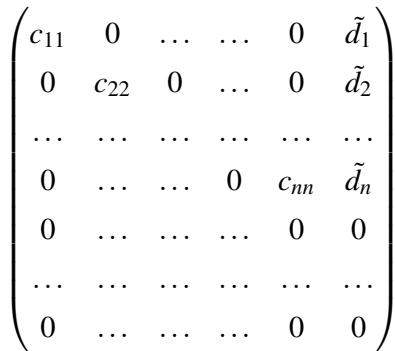 c₁₁ 0 … … 0 d̃₁
0 c₂₂ 0 … 0 d̃₂
… … … … … …
0 … … 0 cₙₙ d̃ₙ
0 … … … 0 0
… … … … … …
0 … … … 0 0